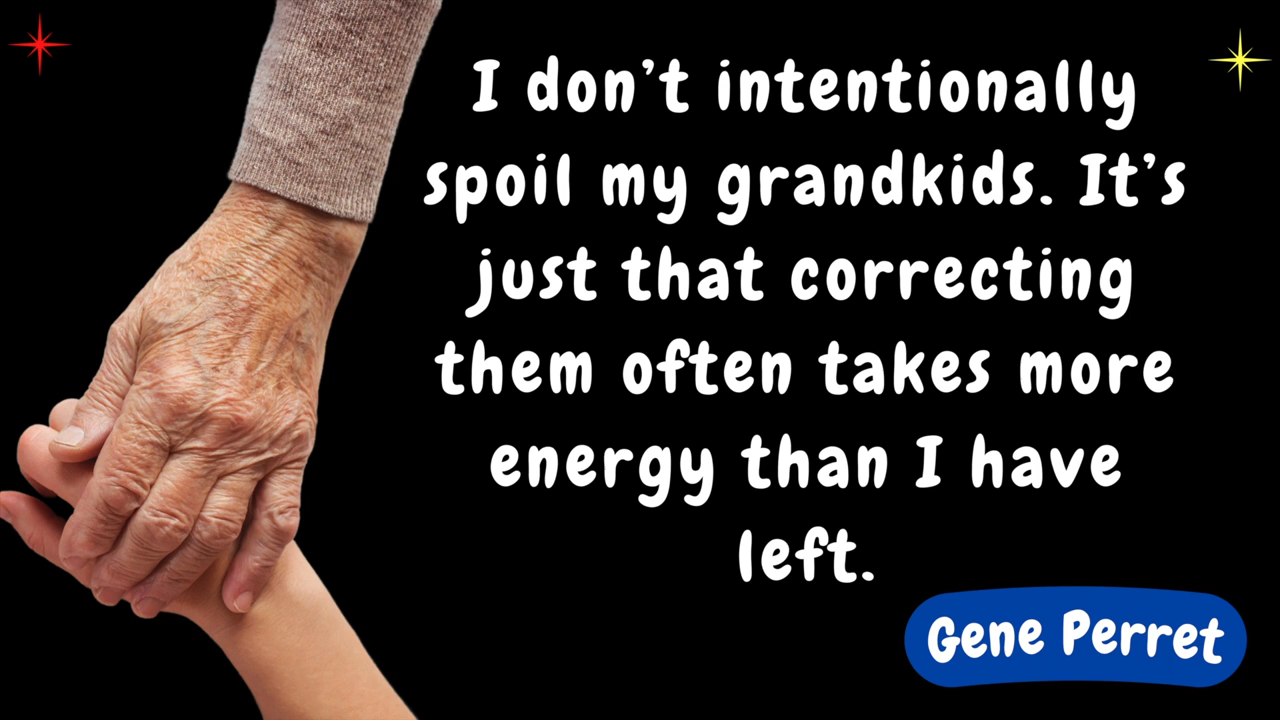 I don’t intentionally
spoil my grandkids. It’s
just that correcting
them often takes more
energy than I have
left.
Gene Perret